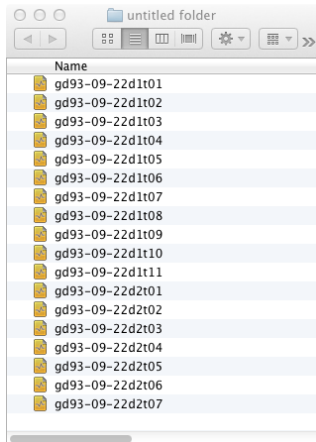 untitled folder
Name
gd93-09-22d1t01
gd93-09-22d1t02
gd93-09-22d1t03
gd93-09-22d1t04
gd93-09-22d1t05
gd93-09-22d1t06
gd93-09-22d1t07
gd93-09-22d1t08
gd93-09-22d1t09
gd93-09-22d1t10
gd93-09-22d1t11
gd93-09-22d2t01
gd93-09-22d2t02
gd93-09-22d2t03
gd93-09-22d2t04
gd93-09-22d2t05
gd93-09-22d2t06
gd93-09-22d2t07